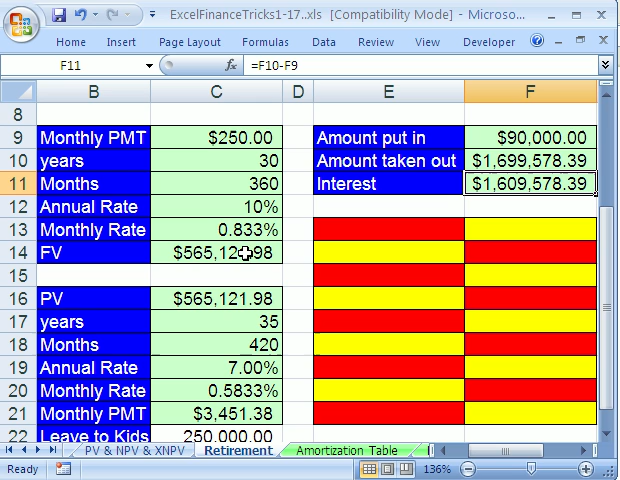 ExcelFinanceTricks1-17..xls [Compatibility Mode] - Microso...
Home Insert Page Layout Formulas Data Review View Developer
F11 fx =F10-F9
B C D E F
8
9 Monthly PMT $250.00 Amount put in $90,000.00
10 years 30 Amount taken out $1,699,578.39
11 Months 360 Interest $1,609,578.39
12 Annual Rate 10%
13 Monthly Rate 0.833%
14 FV $565,121.98
15
16 PV $565,121.98
17 years 35
18 Months 420
19 Annual Rate 7.00%
20 Monthly Rate 0.5833%
21 Monthly PMT $3,451.38
22 Leave to Kids 250,000.00
PV & NPV & XNPV Retirement Amortization Table
Ready 136%